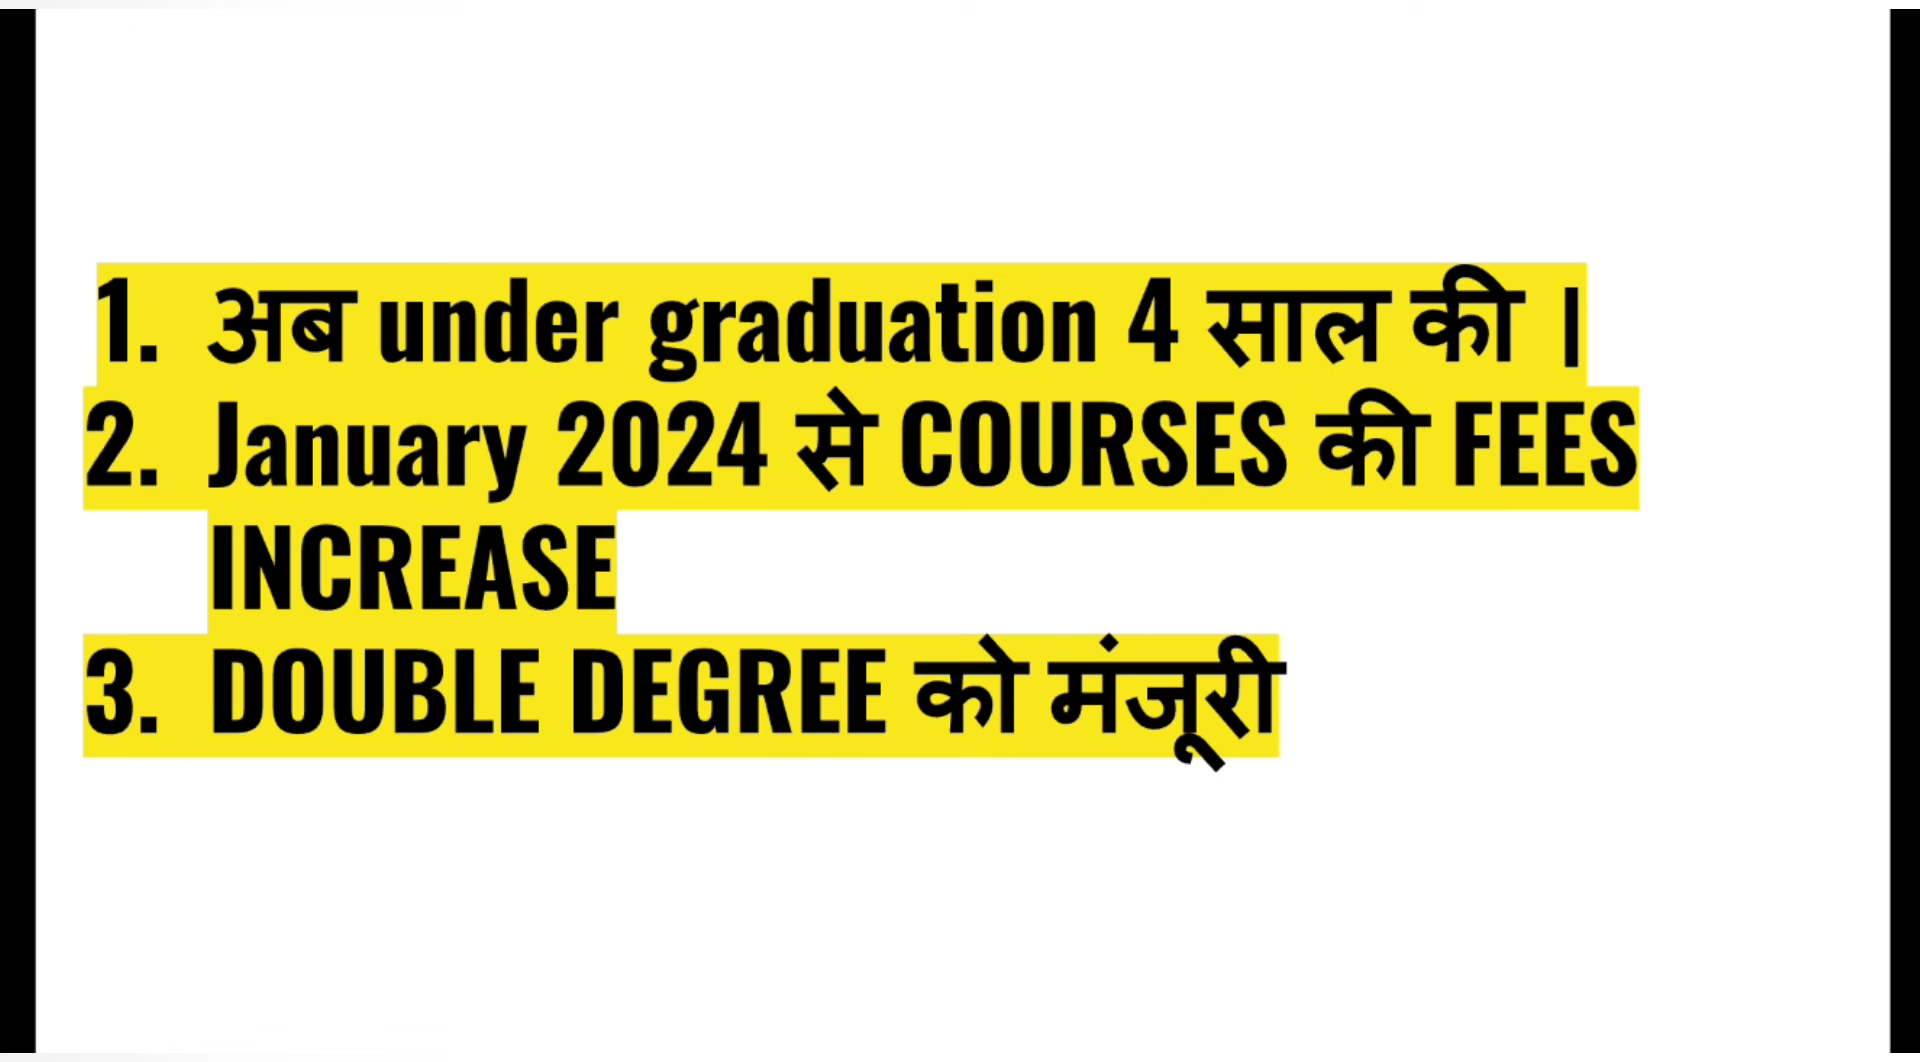 1. अब under graduation 4 साल की ।
2. January 2024 से COURSES की FEES
INCREASE
3. DOUBLE DEGREE को मंजूरी